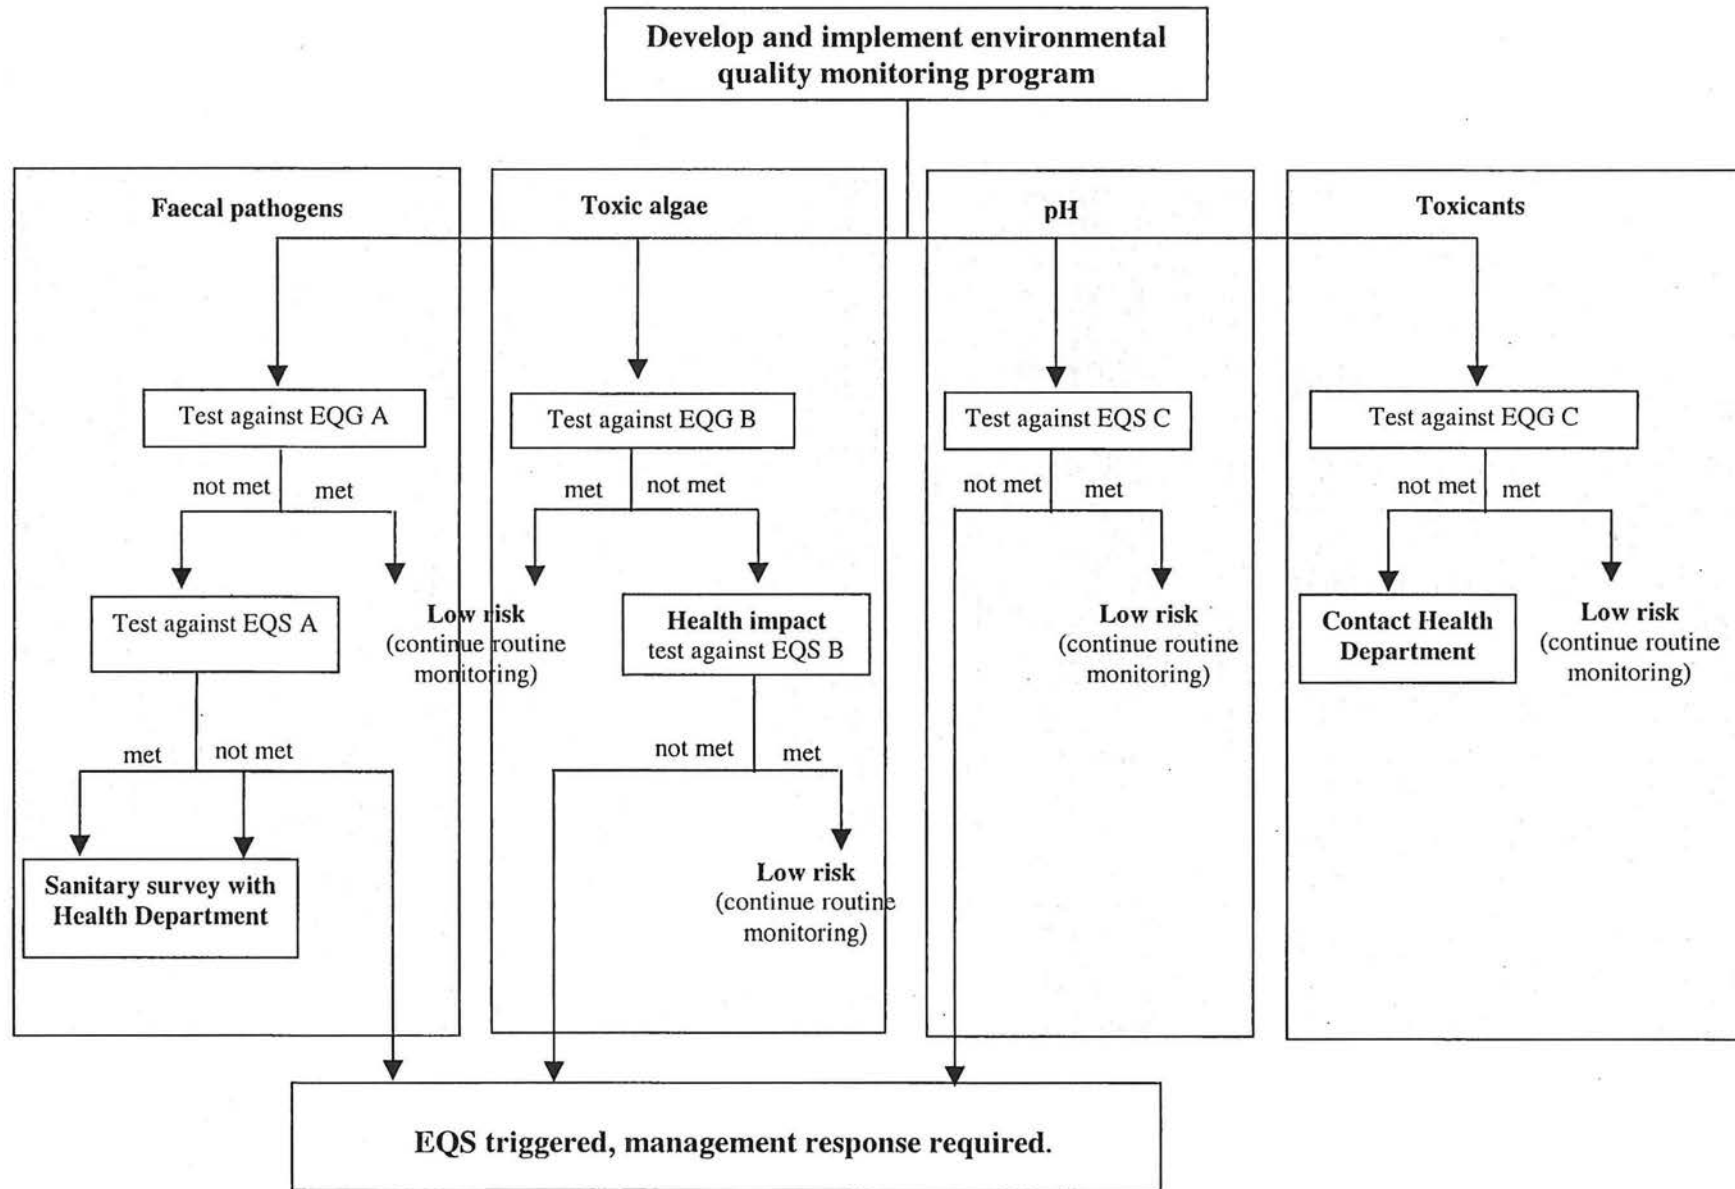 Develop and implement environmental
quality monitoring program
Faecal pathogens
Toxic algae
pH
Toxicants
Test against EQG A
Test against EQG B
Test against EQS C
Test against EQG C
not met
met
met
not met
not met
met
not met
met
Test against EQS A
Low risk
(continue routine
monitoring)
Health impact
test against EQS B
Low risk
(continue routine
monitoring)
Contact Health
Department
Low risk
(continue routine
monitoring)
met
not met
not met
met
Sanitary survey with
Health Department
Low risk
(continue routine
monitoring)
EQS triggered, management response required.